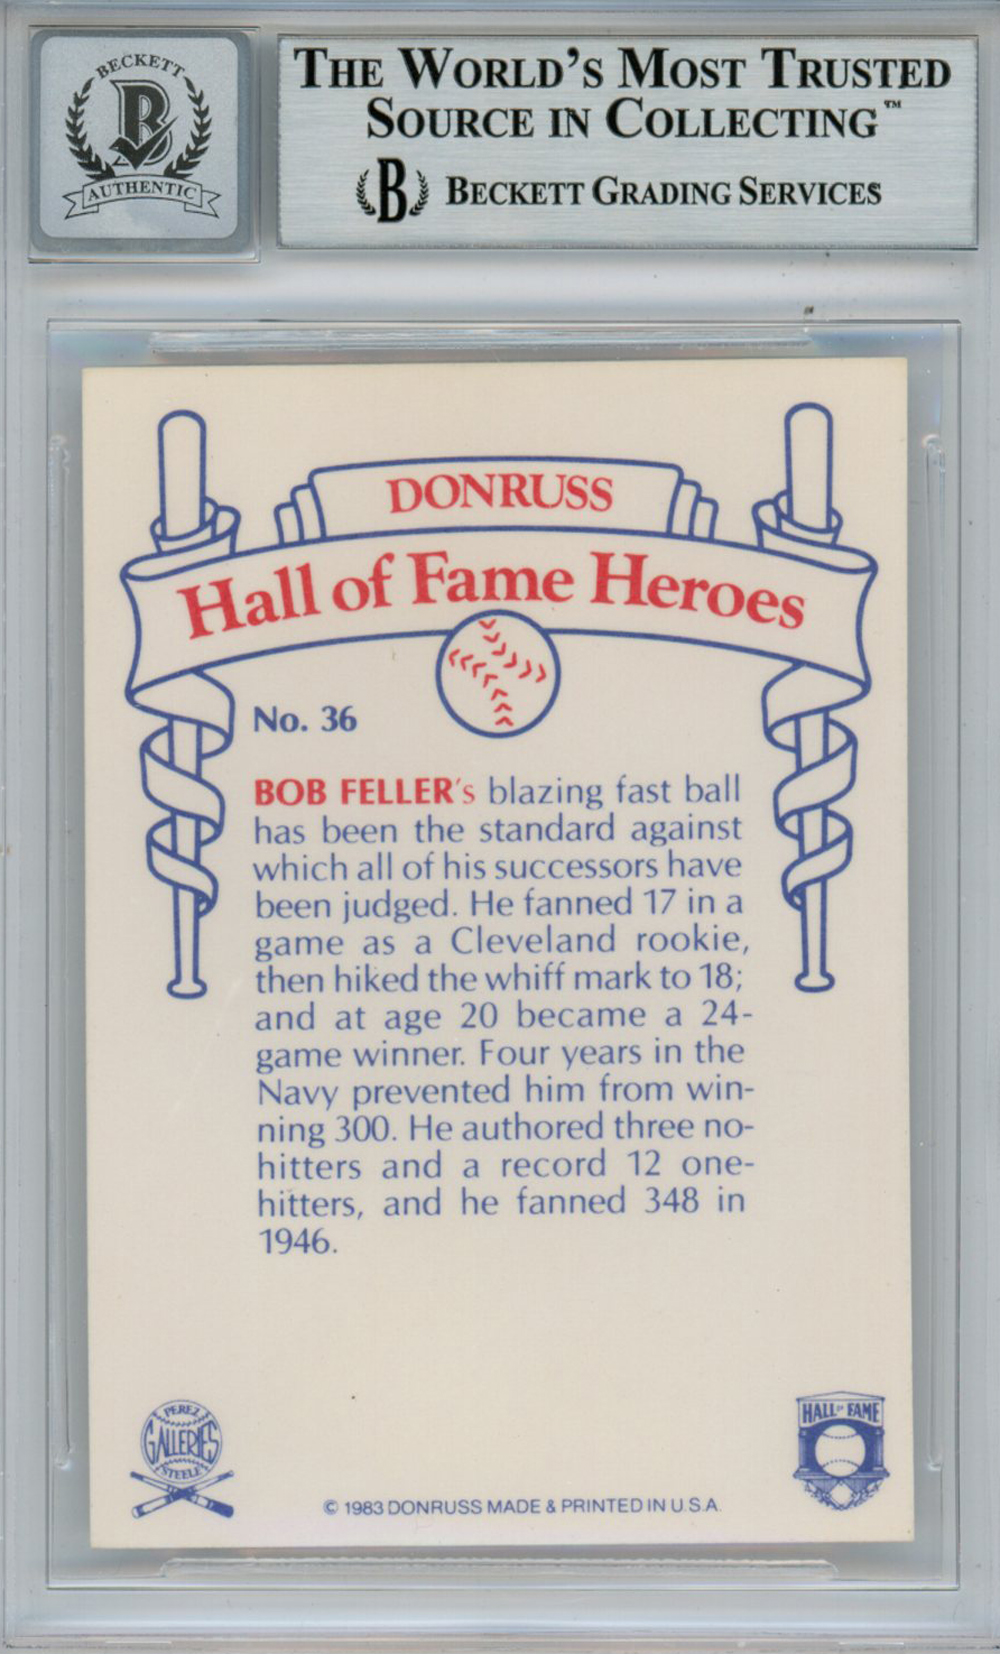 BECKETT
B
AUTHENTIC
THE WORLD'S MOST TRUSTED
SOURCE IN COLLECTING™
B BECKETT GRADING SERVICES
DONRUSS
Hall of Fame Heroes
No. 36
BOB FELLER's blazing fast ball
has been the standard against
which all of his successors have
been judged. He fanned 17 in a
game as a Cleveland rookie,
then hiked the whiff mark to 18;
and at age 20 became a 24-
game winner. Four years in the
Navy prevented him from win-
ning 300. He authored three no-
hitters and a record 12 one-
hitters, and he fanned 348 in
1946.
PEREZ
GALLERIES
STEELE
HALL OF FAME
© 1983 DONRUSS MADE & PRINTED IN U.S.A.